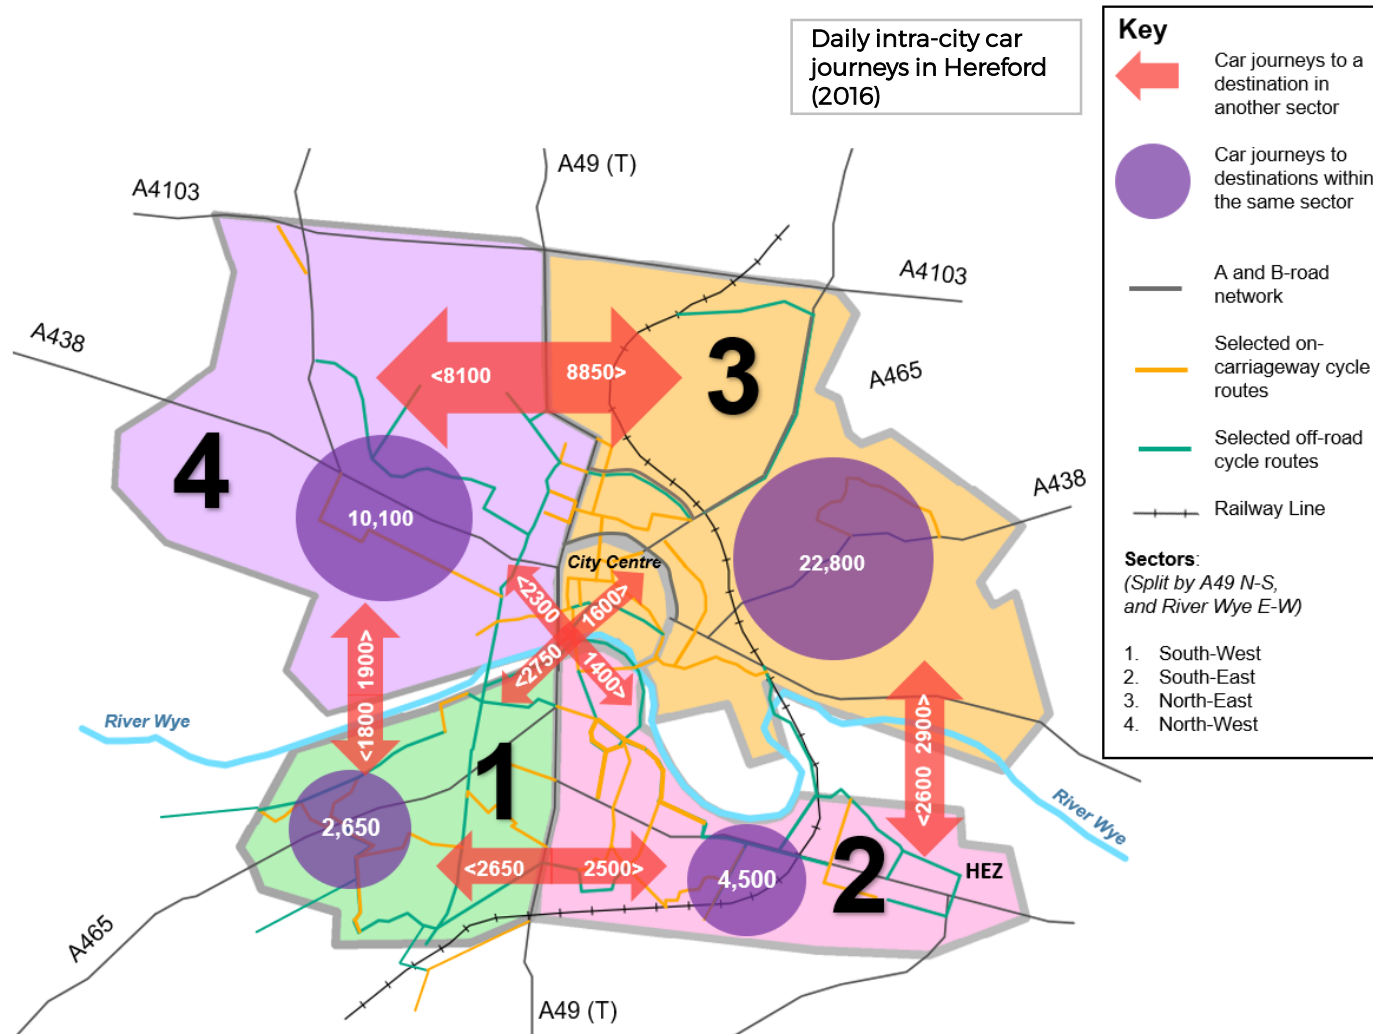 Daily intra-city car
journeys in Hereford
(2016)
Key
Car journeys to a
destination in
another sector
Car journeys to
destinations within
the same sector
A and B-road
network
Selected on-
carriageway cycle
routes
Selected off-road
cycle routes
Railway Line
Sectors:
(Split by A49 N-S,
and River Wye E-W)
1. South-West
2. South-East
3. North-East
4. North-West
A49 (T)
A4103
A4103
A438
A465
<8100
8850>
3
4
10,100
A438
22,800
City Centre
<2300
1600>
<2750
1400>
<1800 1900>
<2600 2900>
River Wye
River Wye
1
2,650
<2650
2500>
4,500
2
HEZ
A465
A49 (T)